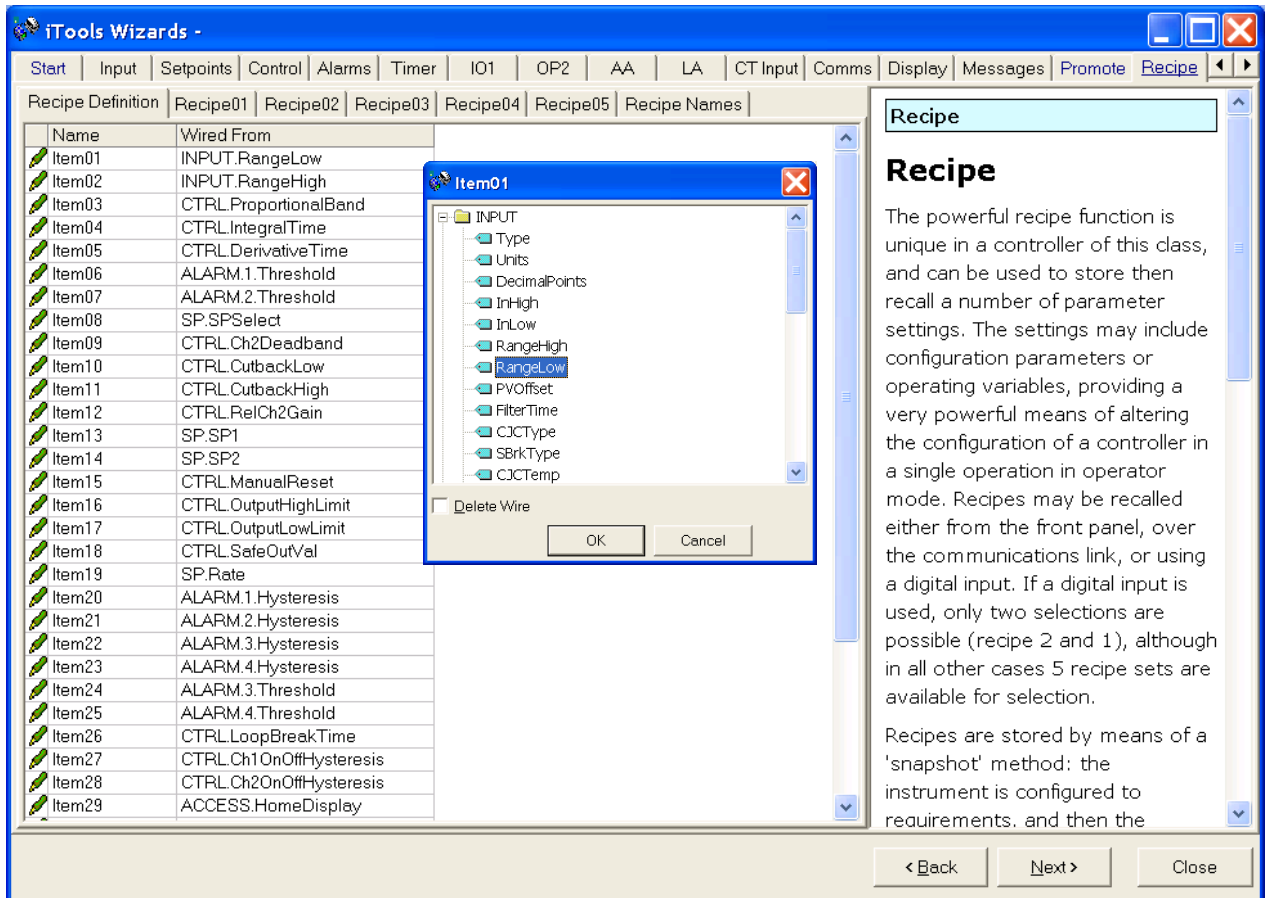 iTools Wizards -
Start Input Setpoints Control Alarms Timer IO1 OP2 AA LA CT Input Comms Display Messages Promote Recipe
Recipe Definition Recipe01 Recipe02 Recipe03 Recipe04 Recipe05 Recipe Names
Name Wired From
Item01 INPUT.RangeLow
Item02 INPUT.RangeHigh
Item03 CTRL.ProportionalBand
Item04 CTRL.IntegralTime
Item05 CTRL.DerivativeTime
Item06 ALARM.1.Threshold
Item07 ALARM.2.Threshold
Item08 SP.SPSelect
Item09 CTRL.Ch2Deadband
Item10 CTRL.CutbackLow
Item11 CTRL.CutbackHigh
Item12 CTRL.RelCh2Gain
Item13 SP.SP1
Item14 SP.SP2
Item15 CTRL.ManualReset
Item16 CTRL.OutputHighLimit
Item17 CTRL.OutputLowLimit
Item18 CTRL.SafeOutVal
Item19 SP.Rate
Item20 ALARM.1.Hysteresis
Item21 ALARM.2.Hysteresis
Item22 ALARM.3.Hysteresis
Item23 ALARM.4.Hysteresis
Item24 ALARM.3.Threshold
Item25 ALARM.4.Threshold
Item26 CTRL.LoopBreakTime
Item27 CTRL.Ch1OnOffHysteresis
Item28 CTRL.Ch2OnOffHysteresis
Item29 ACCESS.HomeDisplay
Item01
INPUT
Type
Units
DecimalPoints
InHigh
InLow
RangeHigh
RangeLow
PVOffset
FilterTime
CJCType
SBrkType
CJCTemp
Delete Wire
OK Cancel
Recipe
Recipe
The powerful recipe function is
unique in a controller of this class,
and can be used to store then
recall a number of parameter
settings. The settings may include
configuration parameters or
operating variables, providing a
very powerful means of altering
the configuration of a controller in
a single operation in operator
mode. Recipes may be recalled
either from the front panel, over
the communications link, or using
a digital input. If a digital input is
used, only two selections are
possible (recipe 2 and 1), although
in all other cases 5 recipe sets are
available for selection.
Recipes are stored by means of a
'snapshot' method: the
instrument is configured to
requirements, and then the
< Back Next > Close